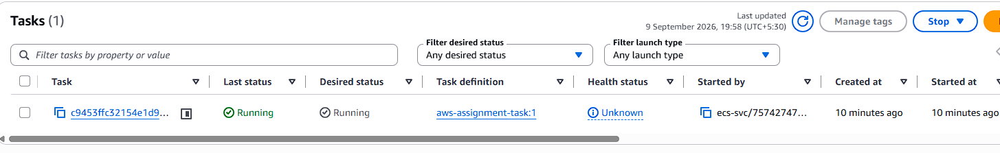 Tasks (1)
Last updated
9 September 2026, 19:58 (UTC+5:30)
Manage tags
Stop
Filter tasks by property or value
Filter desired status
Any desired status
Filter launch type
Any launch type
Task Last status Desired status Task definition Health status Started by Created at Started at
c9453ffc32154e1d9... Running Running aws-assignment-task:1 Unknown ecs-svc/75742747... 10 minutes ago 10 minutes ago